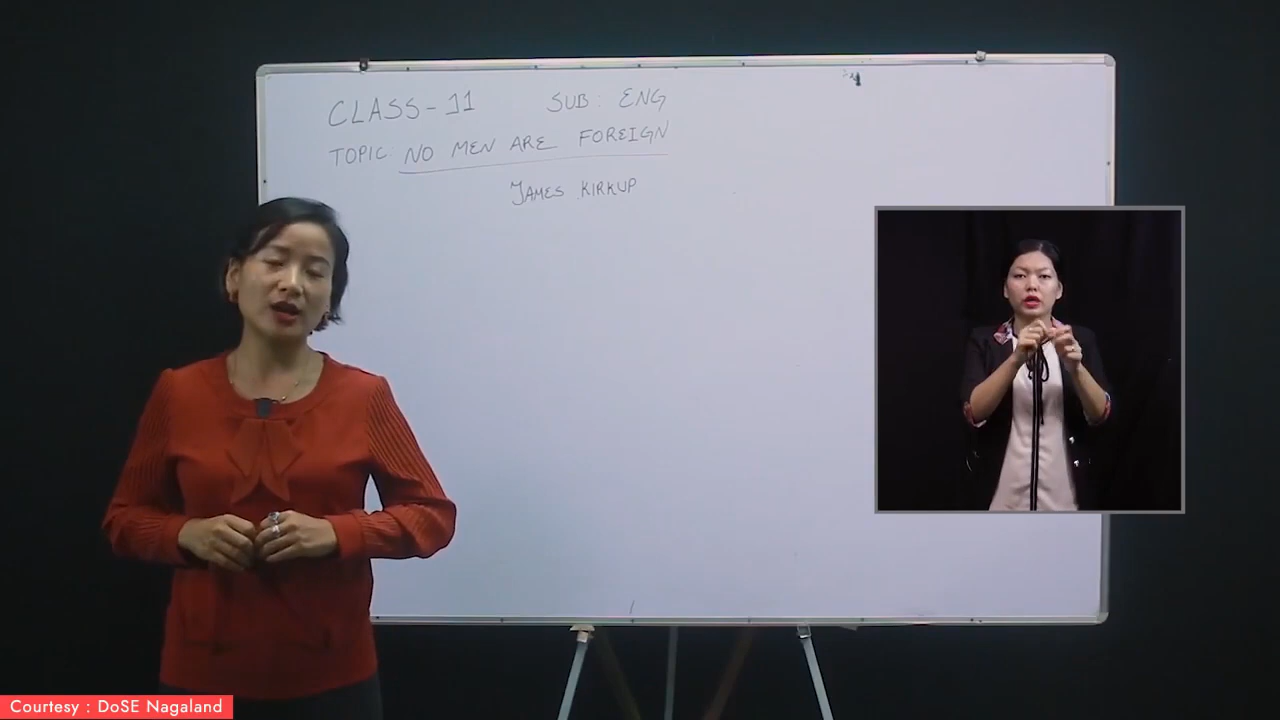 CLASS-11 SUB: ENG
TOPIC: NO MEN ARE FOREIGN
JAMES KIRKUP
Courtesy : DoSE Nagaland